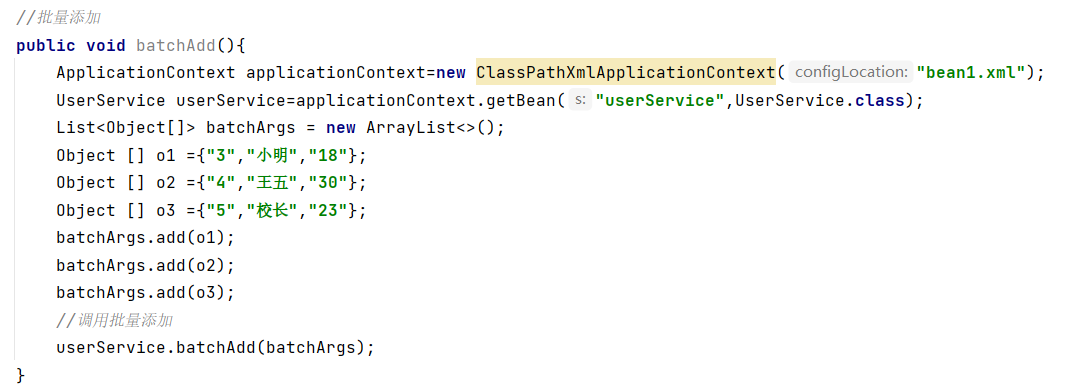 //批量添加
public void batchAdd(){
ApplicationContext applicationContext=new ClassPathXmlApplicationContext( configLocation: "bean1.xml");
UserService userService=applicationContext.getBean( s: "userService",UserService.class);
List<Object[]> batchArgs = new ArrayList<>();
Object [] o1 ={"3","小明","18"};
Object [] o2 ={"4","王五","30"};
Object [] o3 ={"5","校长","23"};
batchArgs.add(o1);
batchArgs.add(o2);
batchArgs.add(o3);
//调用批量添加
userService.batchAdd(batchArgs);
}